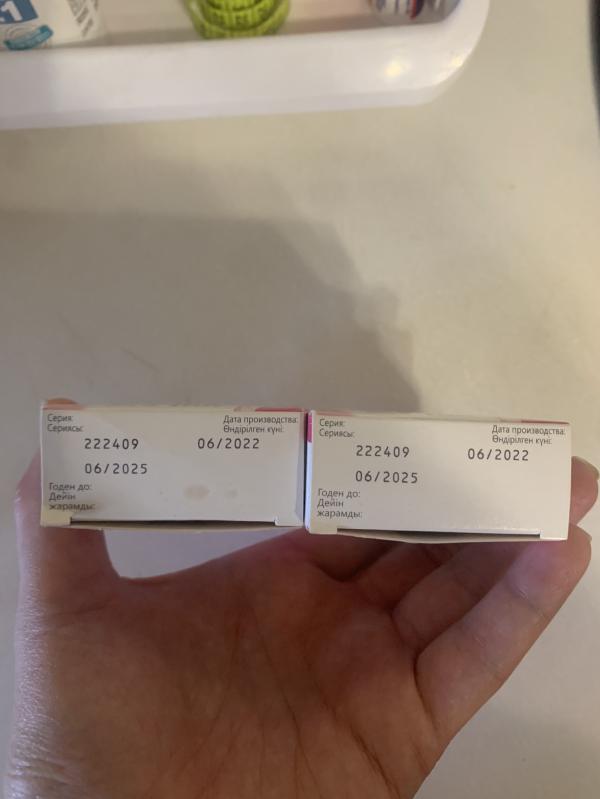 1
Серия:
Сериясы:
Дата производства:
Өндірілген күні:
222409
06/2022
06/2025
Годен до:
Дейін
жарамды:
Серия:
Сериясы:
Дата производства:
Өндірілген күні:
222409
06/2022
06/2025
Годен до:
Дейін
жарамды: